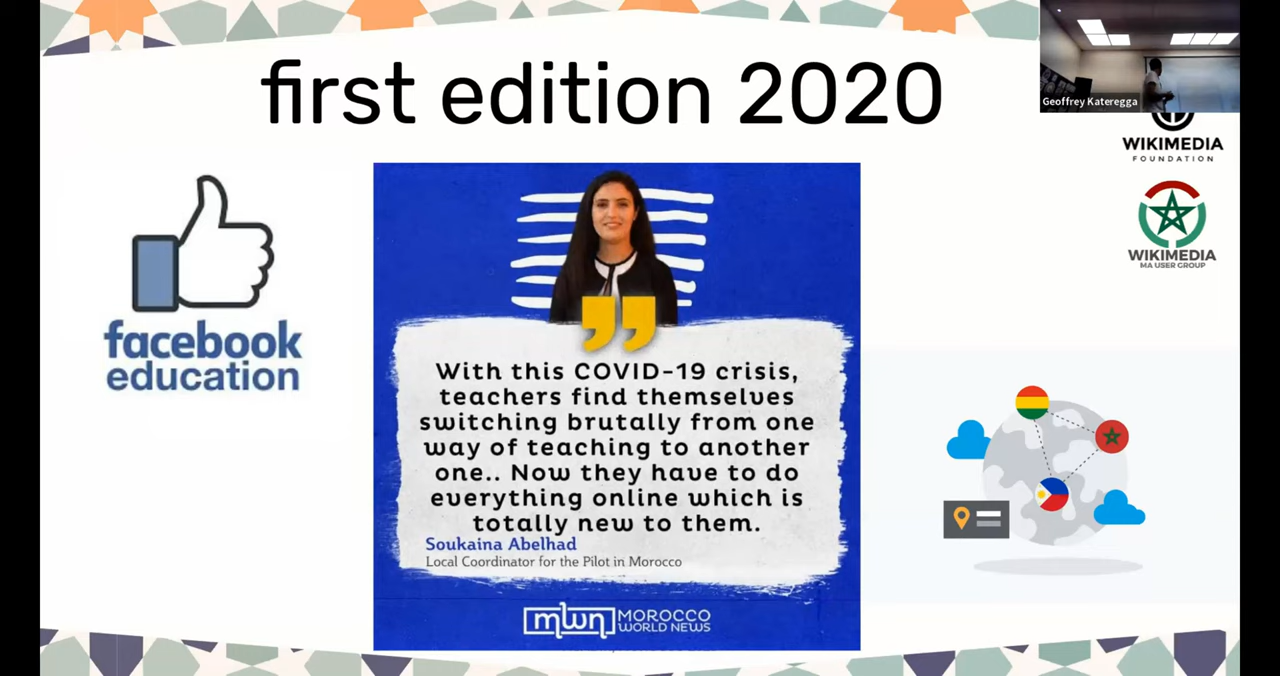 first edition 2020
Geoffrey Kateregga
WIKIMEDIA
FOUNDATION
WIKIMEDIA
MA USER GROUP
facebook
education
With this COVID-19 crisis,
teachers find themselves
switching brutally from one
way of teaching to another
one.. Now they have to do
everything online which is
totally new to them.
Soukaina Abelhad
Local Coordinator for the Pilot in Morocco
mwn MOROCCO
WORLD NEWS